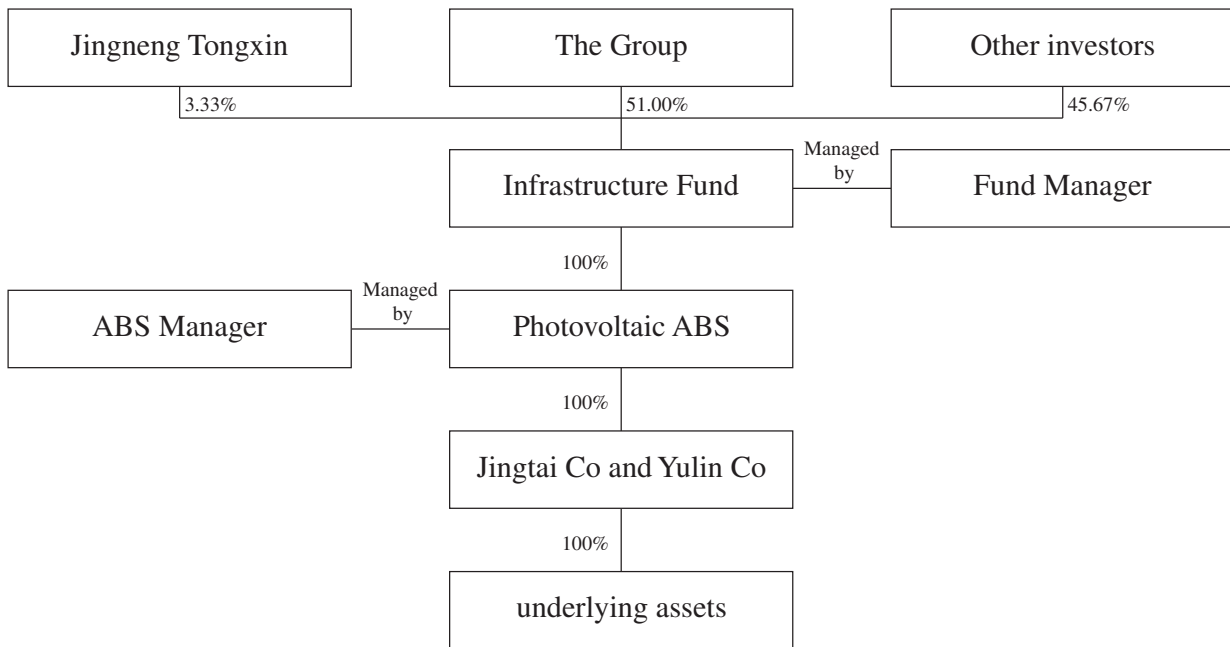 Jingneng Tongxin
The Group
Other investors
3.33%
51.00%
45.67%
Infrastructure Fund
Managed
by
Fund Manager
100%
ABS Manager
Managed
by
Photovoltaic ABS
100%
Jingtai Co and Yulin Co
100%
underlying assets